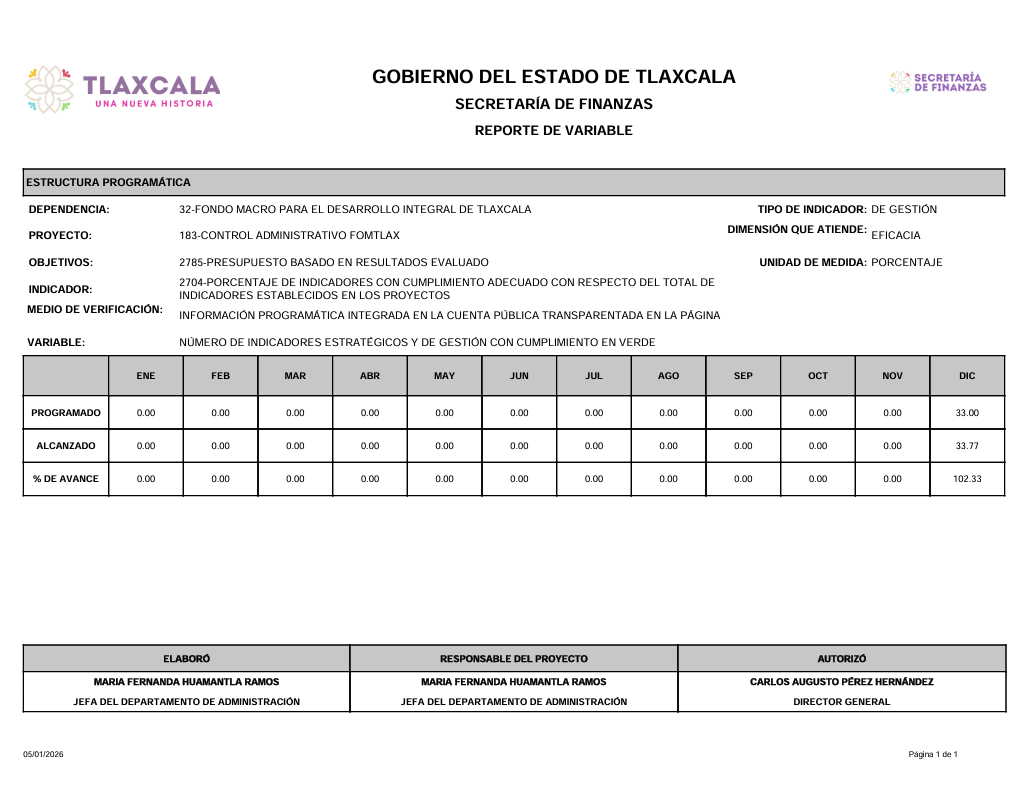 TLAXCALA
UNA NUEVA HISTORIA
GOBIERNO DEL ESTADO DE TLAXCALA
SECRETARÍA DE FINANZAS
REPORTE DE VARIABLE
SECRETARÍA
DE FINANZAS
ESTRUCTURA PROGRAMÁTICA
DEPENDENCIA: 32-FONDO MACRO PARA EL DESARROLLO INTEGRAL DE TLAXCALA TIPO DE INDICADOR: DE GESTIÓN
PROYECTO: 183-CONTROL ADMINISTRATIVO FOMTLAX DIMENSIÓN QUE ATIENDE: EFICACIA
OBJETIVOS: 2785-PRESUPUESTO BASADO EN RESULTADOS EVALUADO UNIDAD DE MEDIDA: PORCENTAJE
INDICADOR: 2704-PORCENTAJE DE INDICADORES CON CUMPLIMIENTO ADECUADO CON RESPECTO DEL TOTAL DE
INDICADORES ESTABLECIDOS EN LOS PROYECTOS
MEDIO DE VERIFICACIÓN: INFORMACIÓN PROGRAMÁTICA INTEGRADA EN LA CUENTA PÚBLICA TRANSPARENTADA EN LA PÁGINA
VARIABLE: NÚMERO DE INDICADORES ESTRATÉGICOS Y DE GESTIÓN CON CUMPLIMIENTO EN VERDE
ENE FEB MAR ABR MAY JUN JUL AGO SEP OCT NOV DIC
PROGRAMADO 0.00 0.00 0.00 0.00 0.00 0.00 0.00 0.00 0.00 0.00 0.00 33.00
ALCANZADO 0.00 0.00 0.00 0.00 0.00 0.00 0.00 0.00 0.00 0.00 0.00 33.77
% DE AVANCE 0.00 0.00 0.00 0.00 0.00 0.00 0.00 0.00 0.00 0.00 0.00 102.33
ELABORÓ RESPONSABLE DEL PROYECTO AUTORIZÓ
MARIA FERNANDA HUAMANTLA RAMOS MARIA FERNANDA HUAMANTLA RAMOS CARLOS AUGUSTO PÉREZ HERNÁNDEZ
JEFA DEL DEPARTAMENTO DE ADMINISTRACIÓN JEFA DEL DEPARTAMENTO DE ADMINISTRACIÓN DIRECTOR GENERAL
05/01/2026 Página 1 de 1